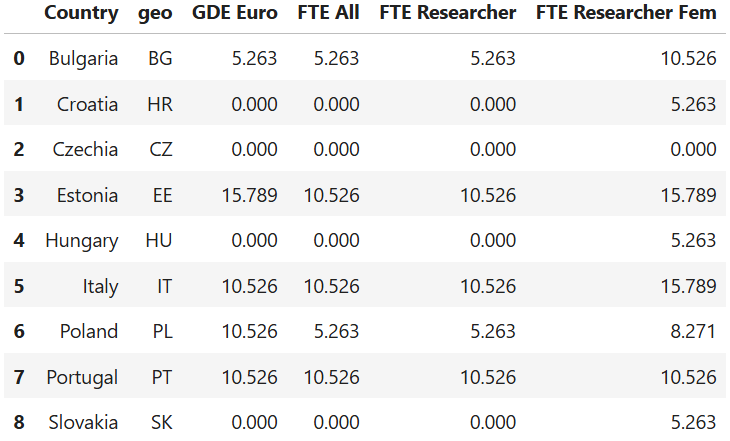 Country geo GDE Euro FTE All FTE Researcher FTE Researcher Fem
0 Bulgaria BG 5.263 5.263 5.263 10.526
1 Croatia HR 0.000 0.000 0.000 5.263
2 Czechia CZ 0.000 0.000 0.000 0.000
3 Estonia EE 15.789 10.526 10.526 15.789
4 Hungary HU 0.000 0.000 0.000 5.263
5 Italy IT 10.526 10.526 10.526 15.789
6 Poland PL 10.526 5.263 5.263 8.271
7 Portugal PT 10.526 10.526 10.526 10.526
8 Slovakia SK 0.000 0.000 0.000 5.263